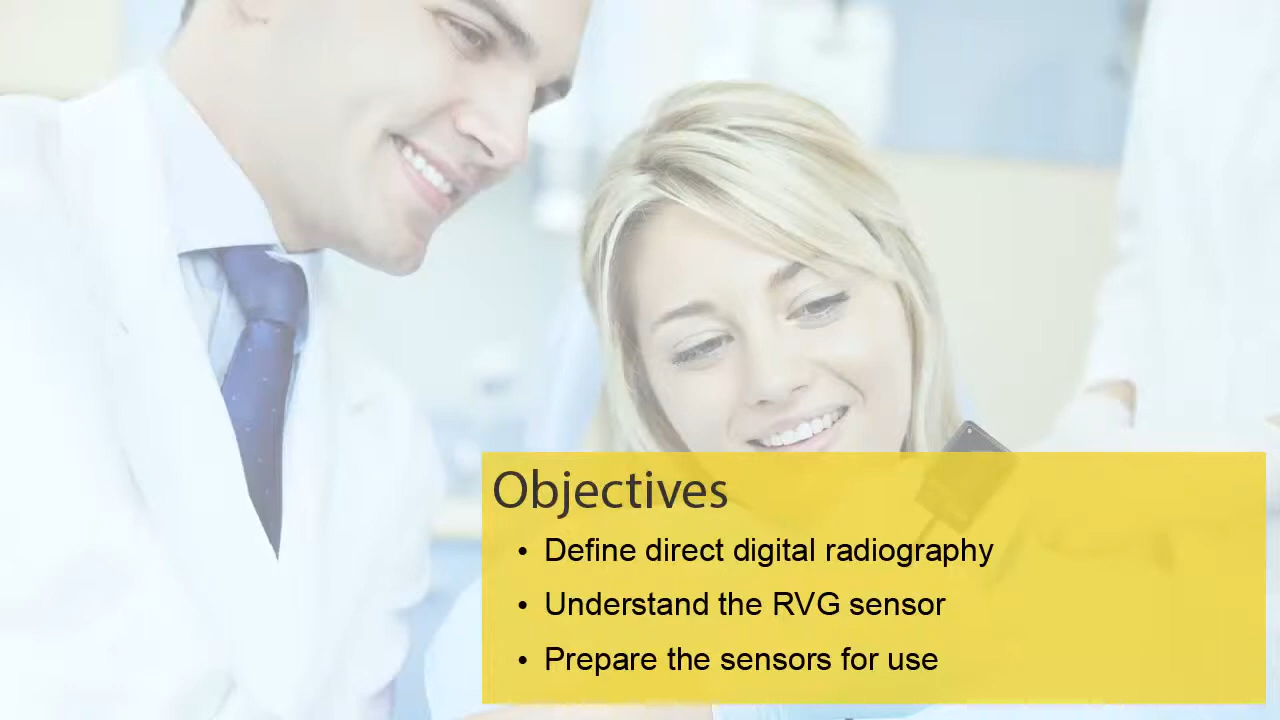 Objectives
• Define direct digital radiography
• Understand the RVG sensor
• Prepare the sensors for use